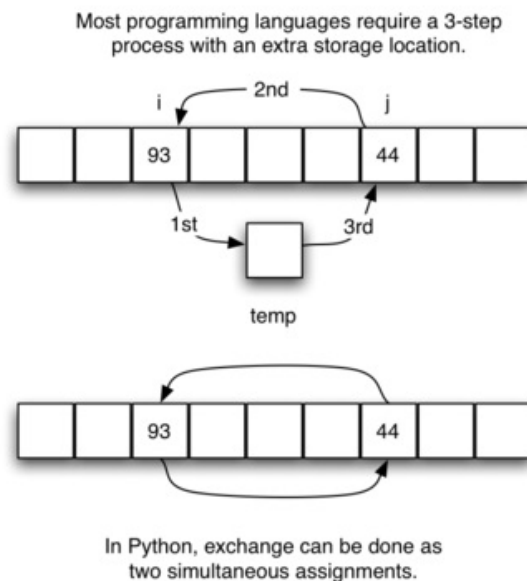 Most programming languages require a 3-step
process with an extra storage location.
i 2nd j
93 44
1st 3rd
temp
93 44
In Python, exchange can be done as
two simultaneous assignments.